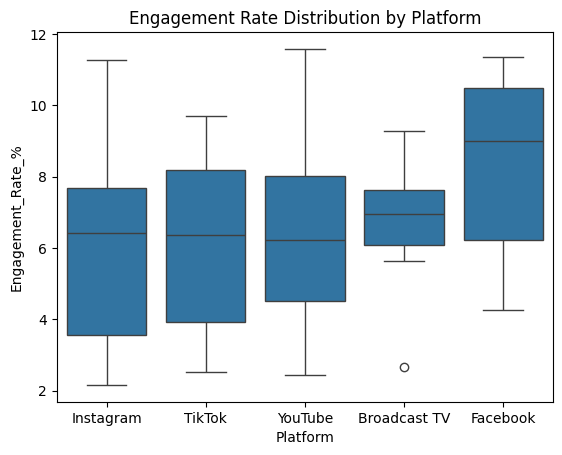 Engagement Rate Distribution by Platform
12
10
8
6
4
2
Engagement_Rate_%
Instagram TikTok YouTube Broadcast TV Facebook
Platform